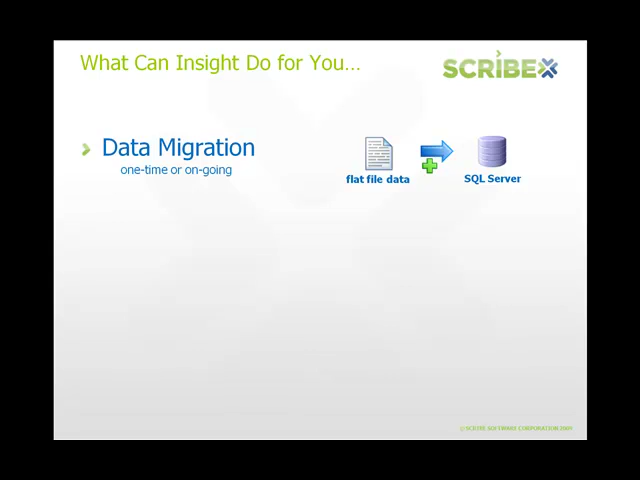 What Can Insight Do for You...
SCRIBE
Data Migration
one-time or on-going
flat file data
SQL Server
© SCRIBE SOFTWARE CORPORATION 2009